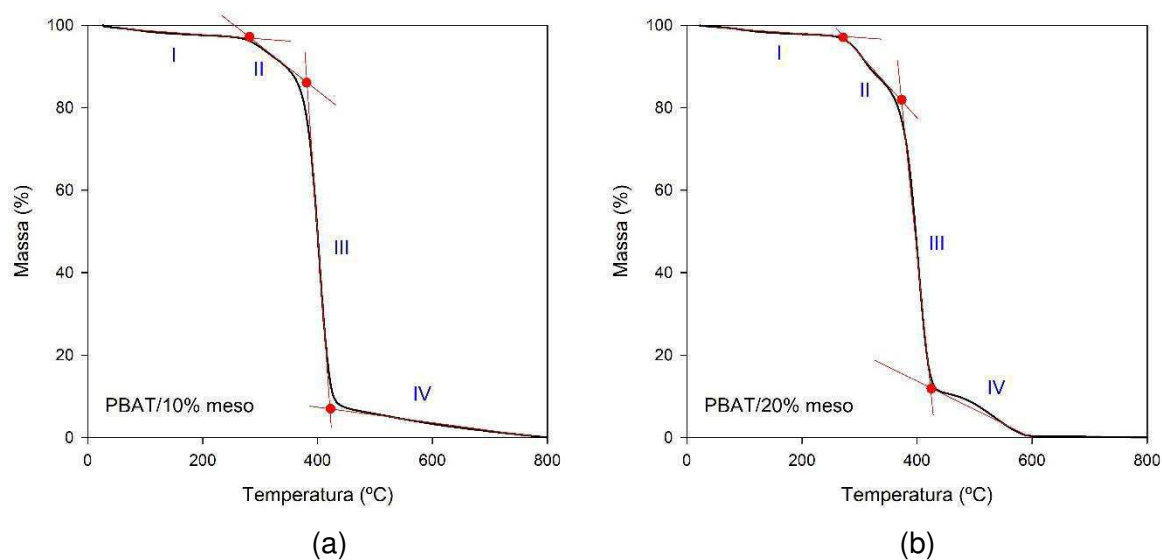 100
80
60
40
20
0
Massa (%)
I
II
III
IV
PBAT/10% meso
0 200 400 600 800
Temperatura (ºC)
(a)
100
80
60
40
20
0
Massa (%)
I
II
III
IV
PBAT/20% meso
0 200 400 600 800
Temperatura (ºC)
(b)